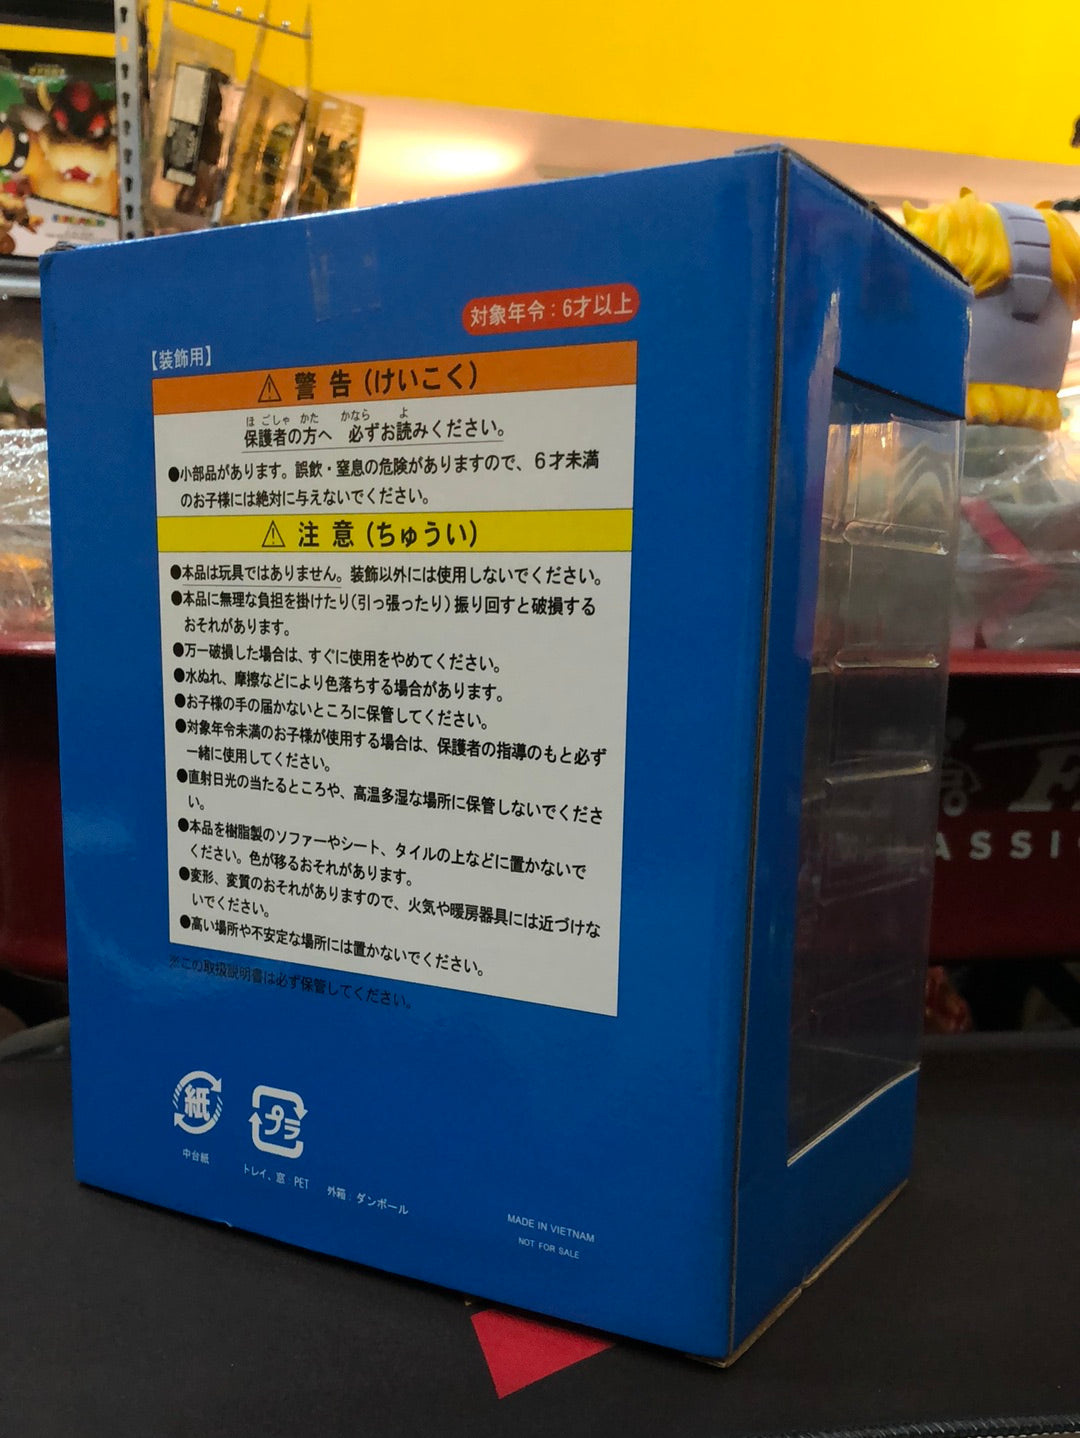 対象年令：6才以上
【装飾用】
⚠ 警告（けいこく）
ほごしゃ かた かなら よ
保護者の方へ 必ずお読みください。
●小部品があります。誤飲・窒息の危険がありますので、６才未満
のお子様には絶対に与えないでください。
⚠ 注意（ちゅうい）
●本品は玩具ではありません。装飾以外には使用しないでください。
●本品に無理な負担を掛けたり（引っ張ったり）振り回すと破損する
おそれがあります。
●万一破損した場合は、すぐに使用をやめてください。
●水ぬれ、摩擦などにより色落ちする場合があります。
●お子様の手の届かないところに保管してください。
●対象年令未満のお子様が使用する場合は、保護者の指導のもと必ず
一緒に使用してください。
●直射日光の当たるところや、高温多湿な場所に保管しないでくださ
い。
●本品を樹脂製のソファーやシート、タイルの上などに置かないで
ください。色が移るおそれがあります。
●変形、変質のおそれがありますので、火気や暖房器具には近づけな
いでください。
●高い場所や不安定な場所には置かないでください。
※この取扱説明書は必ず保管してください。
紙
プラ
中台紙
トレイ、窓：PET
外箱：ダンボール
MADE IN VIETNAM
NOT FOR SALE
ASSI